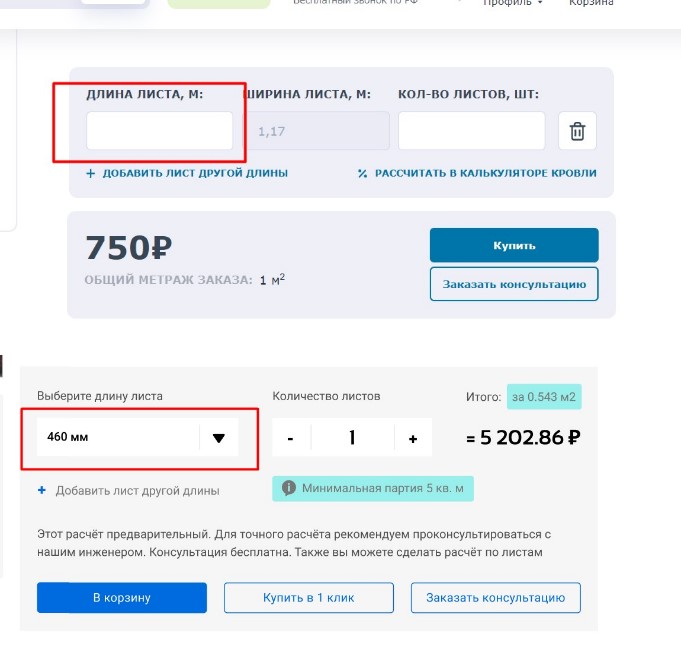 Бесплатный звонок по РФ
Профиль
Корзина
ДЛИНА ЛИСТА, М:
ШИРИНА ЛИСТА, М:
КОЛ-ВО ЛИСТОВ, ШТ:
1,17
+ ДОБАВИТЬ ЛИСТ ДРУГОЙ ДЛИНЫ
% РАССЧИТАТЬ В КАЛЬКУЛЯТОРЕ КРОВЛИ
750₽
ОБЩИЙ МЕТРАЖ ЗАКАЗА: 1 м²
Купить
Заказать консультацию
Выберите длину листа
Количество листов
Итого: за 0.543 м2
460 мм
- 1 +
= 5 202.86 ₽
+ Добавить лист другой длины
Минимальная партия 5 кв. м
Этот расчёт предварительный. Для точного расчёта рекомендуем проконсультироваться с
нашим инженером. Консультация бесплатна. Также вы можете сделать расчёт по листам
В корзину
Купить в 1 клик
Заказать консультацию